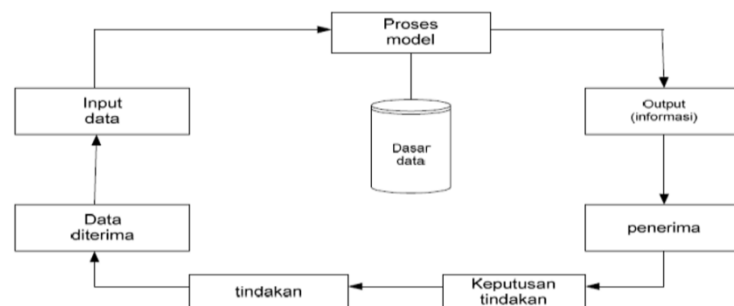 Proses
model
Input
data
Output
(informasi)
Dasar
data
Data
diterima
penerima
tindakan
Keputusan
tindakan